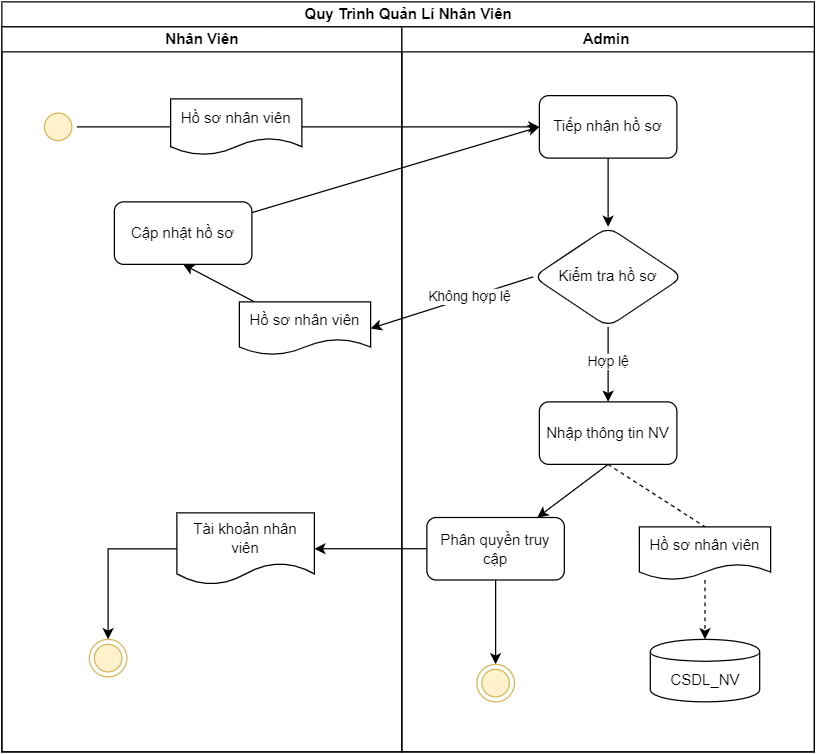 Quy Trình Quản Lí Nhân Viên
Nhân Viên
Admin
Hồ sơ nhân viên
Tiếp nhận hồ sơ
Cập nhật hồ sơ
Kiểm tra hồ sơ
Không hợp lệ
Hồ sơ nhân viên
Hợp lệ
Nhập thông tin NV
Tài khoản nhân
viên
Phân quyền truy
cập
Hồ sơ nhân viên
CSDL_NV